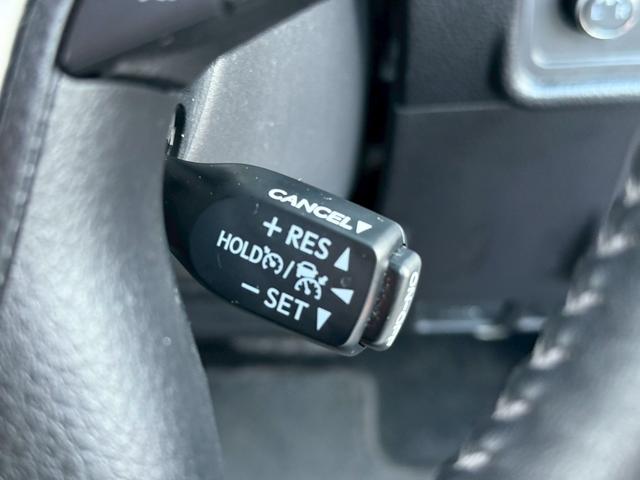 CANCEL
+ RES
HOLD /
− SET